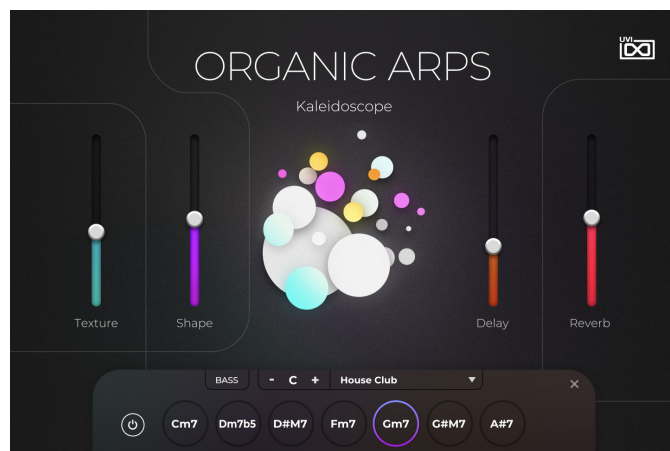 UVI
ORGANIC ARPS
Kaleidoscope
Texture
Shape
Delay
Reverb
BASS
- C +
House Club
Cm7
Dm7b5
D#M7
Fm7
Gm7
G#M7
A#7